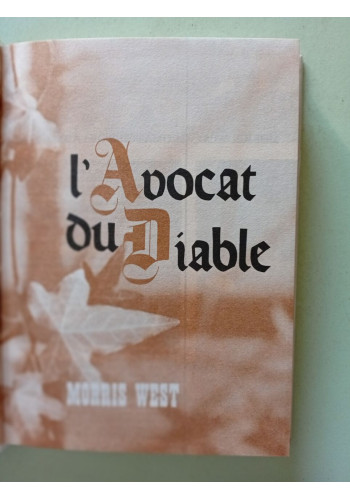 l'Avocat
du Diable
MORRIS WEST